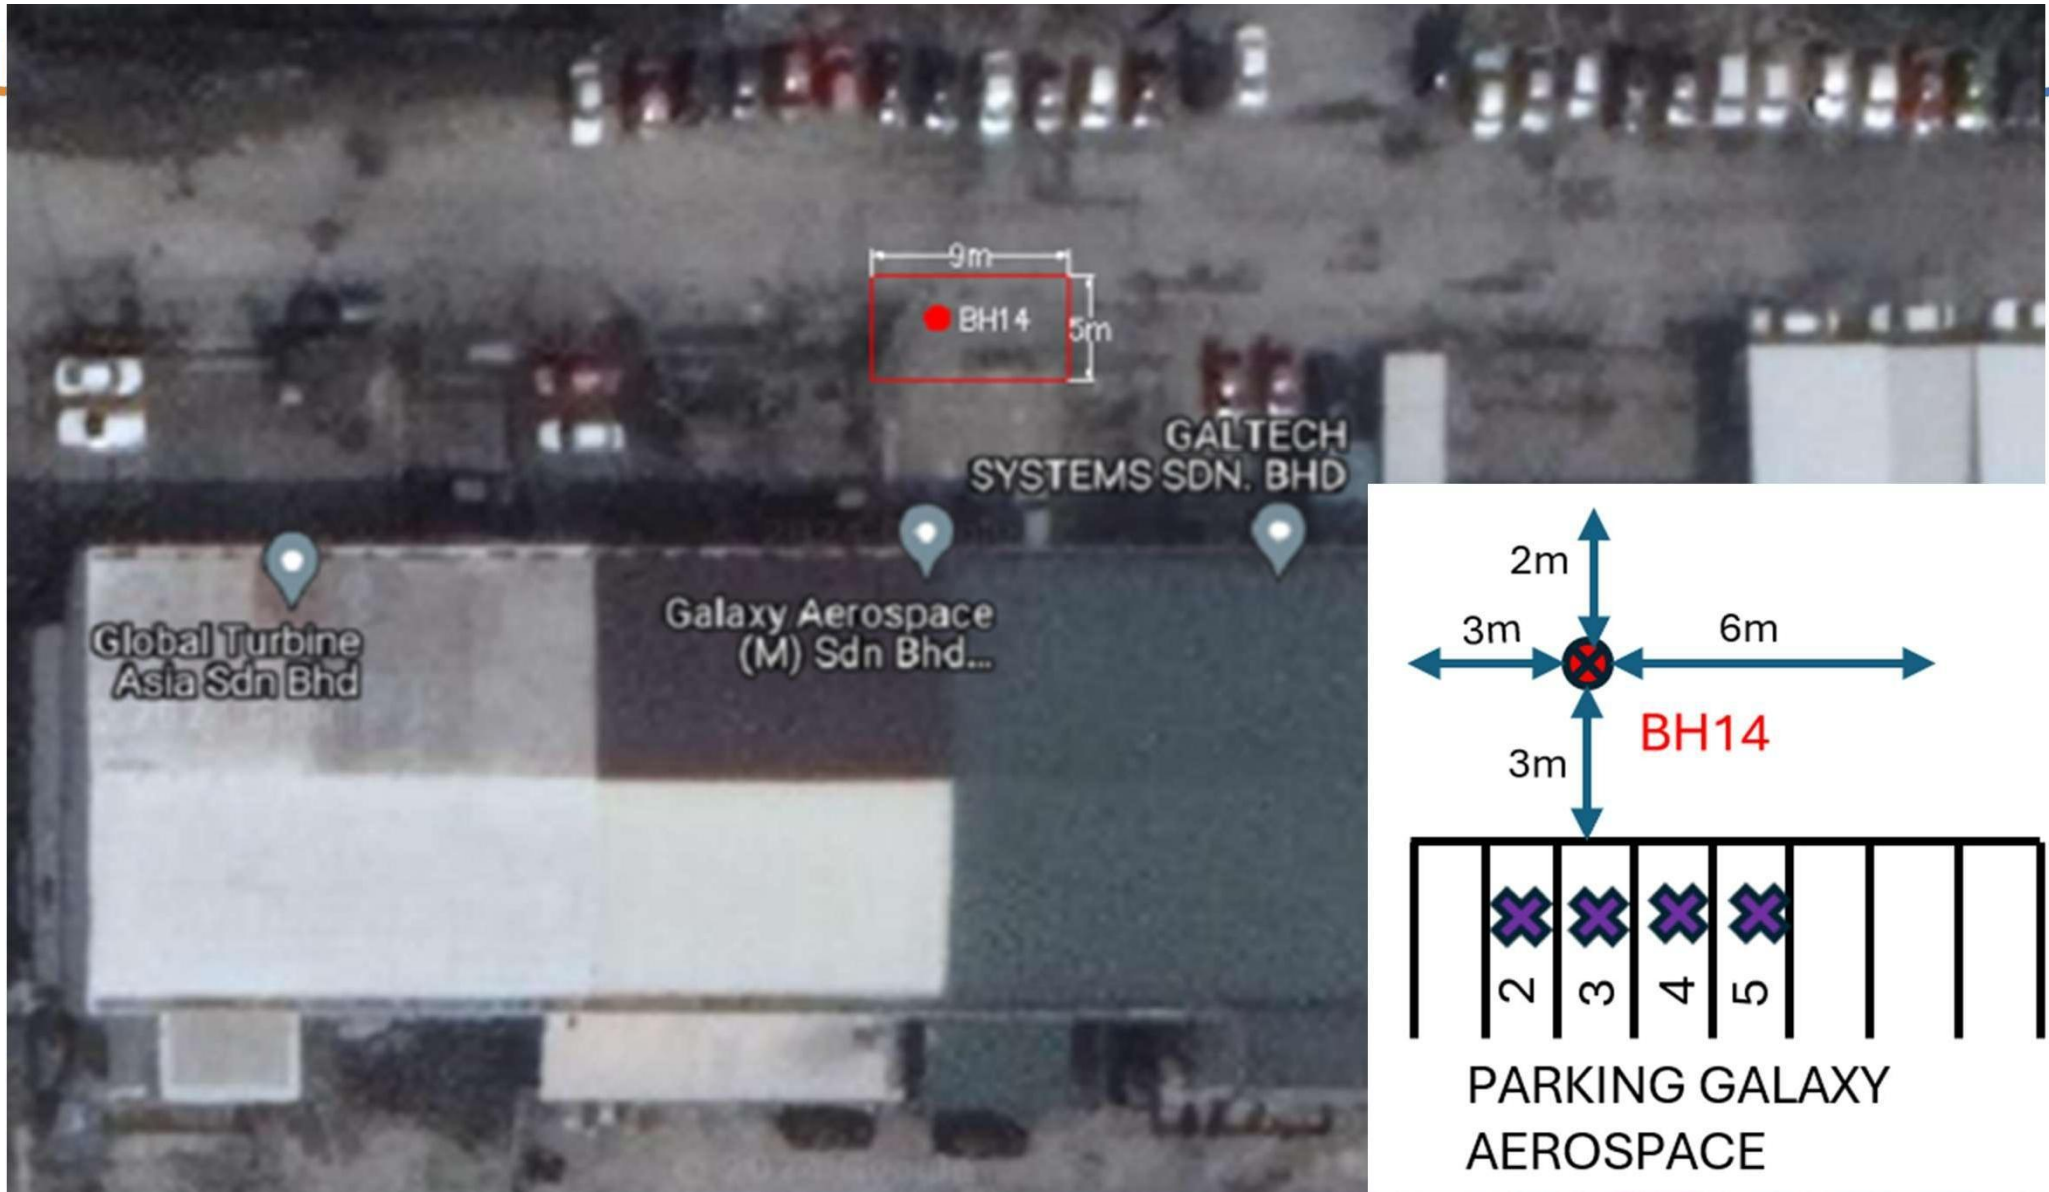 9m
BH14
5m
GALTECH
SYSTEMS SDN. BHD
Global Turbine
Asia Sdn Bhd
Galaxy Aerospace
(M) Sdn Bhd...
2m
3m
6m
BH14
3m
2
3
4
5
PARKING GALAXY
AEROSPACE